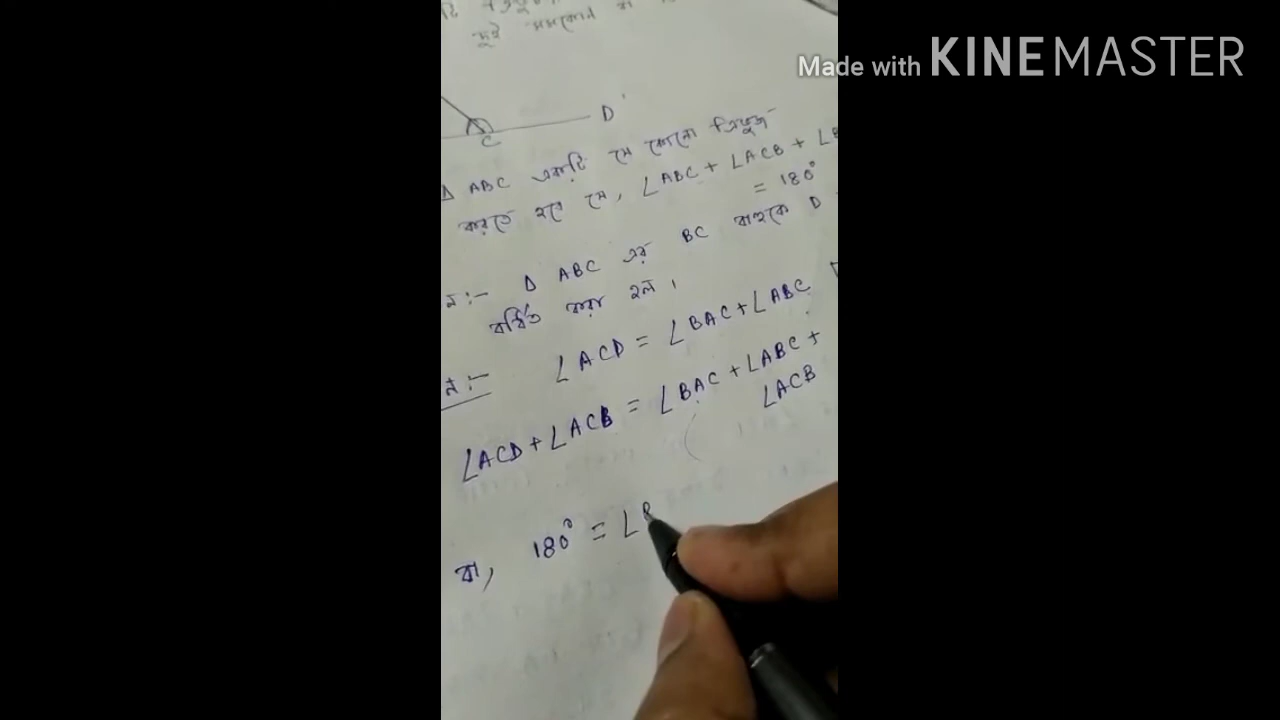 Made with KINEMASTER
দুই সমকোন
D
C
Δ ABC একটি যে কোনো ত্রিভুজ
করতে হবে যে, ∠ABC + ∠ACB + ∠B
= 180°
ন :- Δ ABC এর BC বাহুকে D
বর্ধিত করা হল ।
ন :- ∠ACD = ∠BAC + ∠ABC
∠ACD + ∠ACB = ∠BAC + ∠ABC +
∠ACB
বা, 180° = ∠B